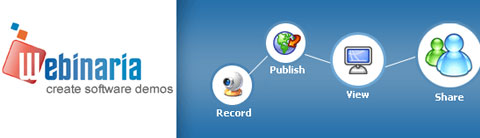 Webinaria
create software demos
Record
Publish
View
Share